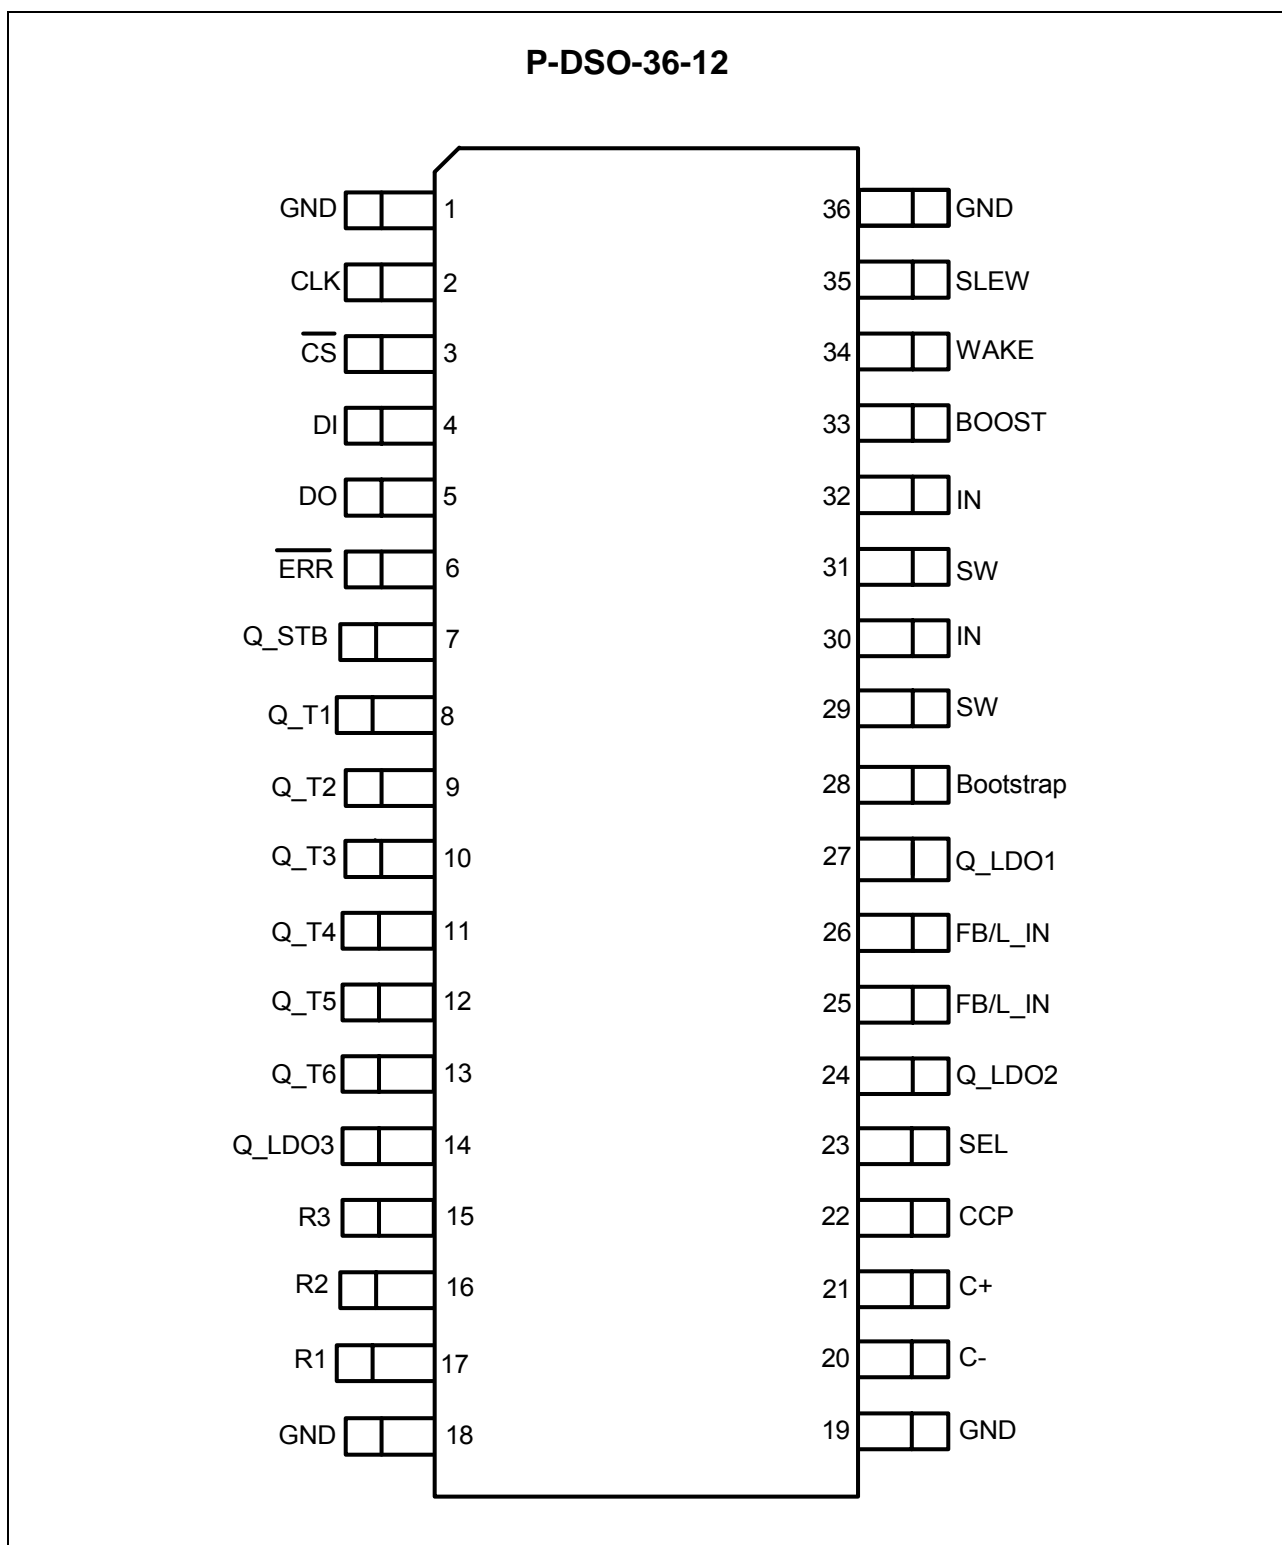 P-DSO-36-12
GND 1 36 GND
CLK 2 35 SLEW
CS 3 34 WAKE
DI 4 33 BOOST
DO 5 32 IN
ERR 6 31 SW
Q_STB 7 30 IN
Q_T1 8 29 SW
Q_T2 9 28 Bootstrap
Q_T3 10 27 Q_LDO1
Q_T4 11 26 FB/L_IN
Q_T5 12 25 FB/L_IN
Q_T6 13 24 Q_LDO2
Q_LDO3 14 23 SEL
R3 15 22 CCP
R2 16 21 C+
R1 17 20 C-
GND 18 19 GND